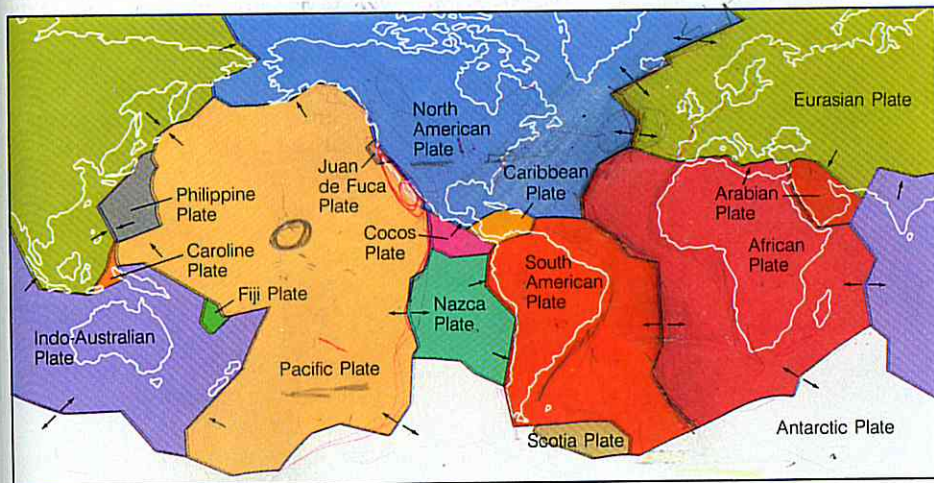 Eurasian Plate
North
American
Plate
Juan
de Fuca
Plate
Caribbean
Plate
Philippine
Plate
Arabian
Plate
Cocos
Plate
African
Plate
Caroline
Plate
South
American
Plate
Fiji Plate
Nazca
Plate
Indo-Australian
Plate
Pacific Plate
Antarctic Plate
Scotia Plate